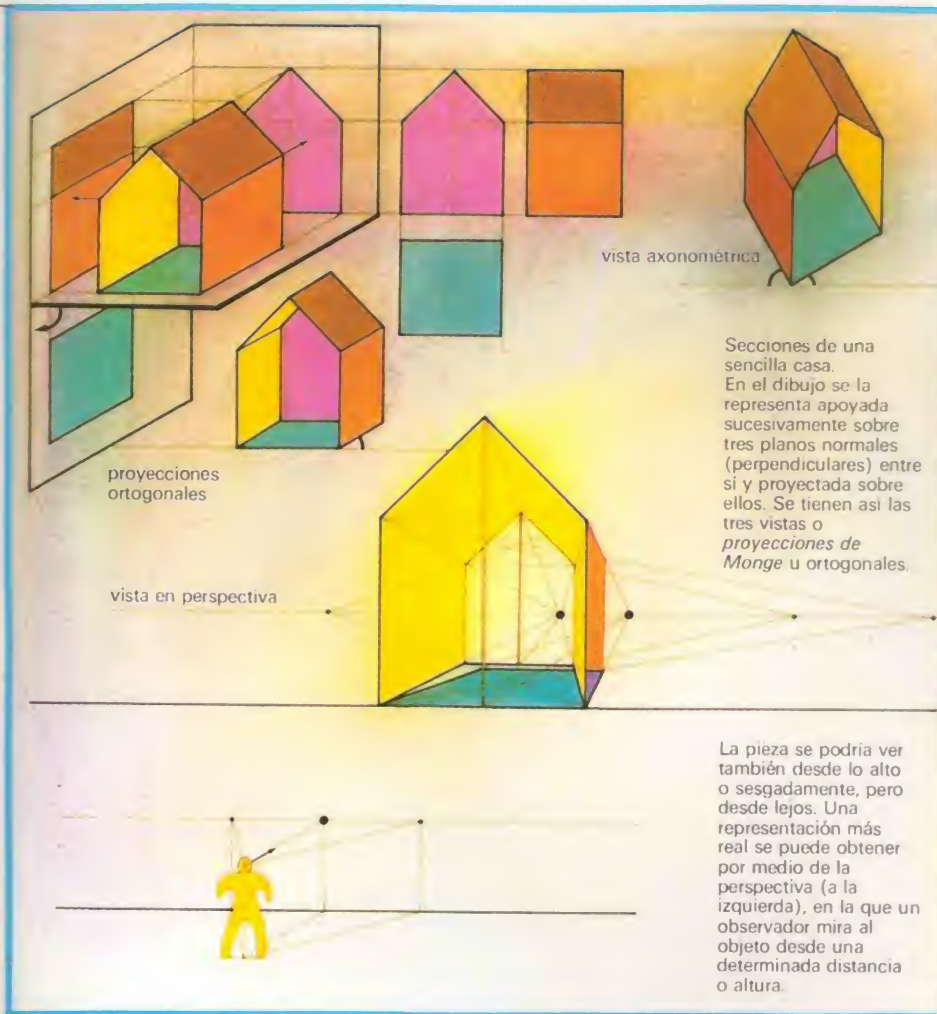 vista axonométrica
Secciones de una
sencilla casa.
En el dibujo se la
representa apoyada
sucesivamente sobre
tres planos normales
(perpendiculares) entre
si y proyectada sobre
ellos. Se tienen asi las
tres vistas o
proyecciones de
Monge u ortogonales.
proyecciones
ortogonales
vista en perspectiva
La pieza se podria ver
también desde lo alto
o sesgadamente, pero
desde lejos. Una
representación más
real se puede obtener
por medio de la
perspectiva (a la
izquierda), en la que un
observador mira al
objeto desde una
determinada distancia
o altura.